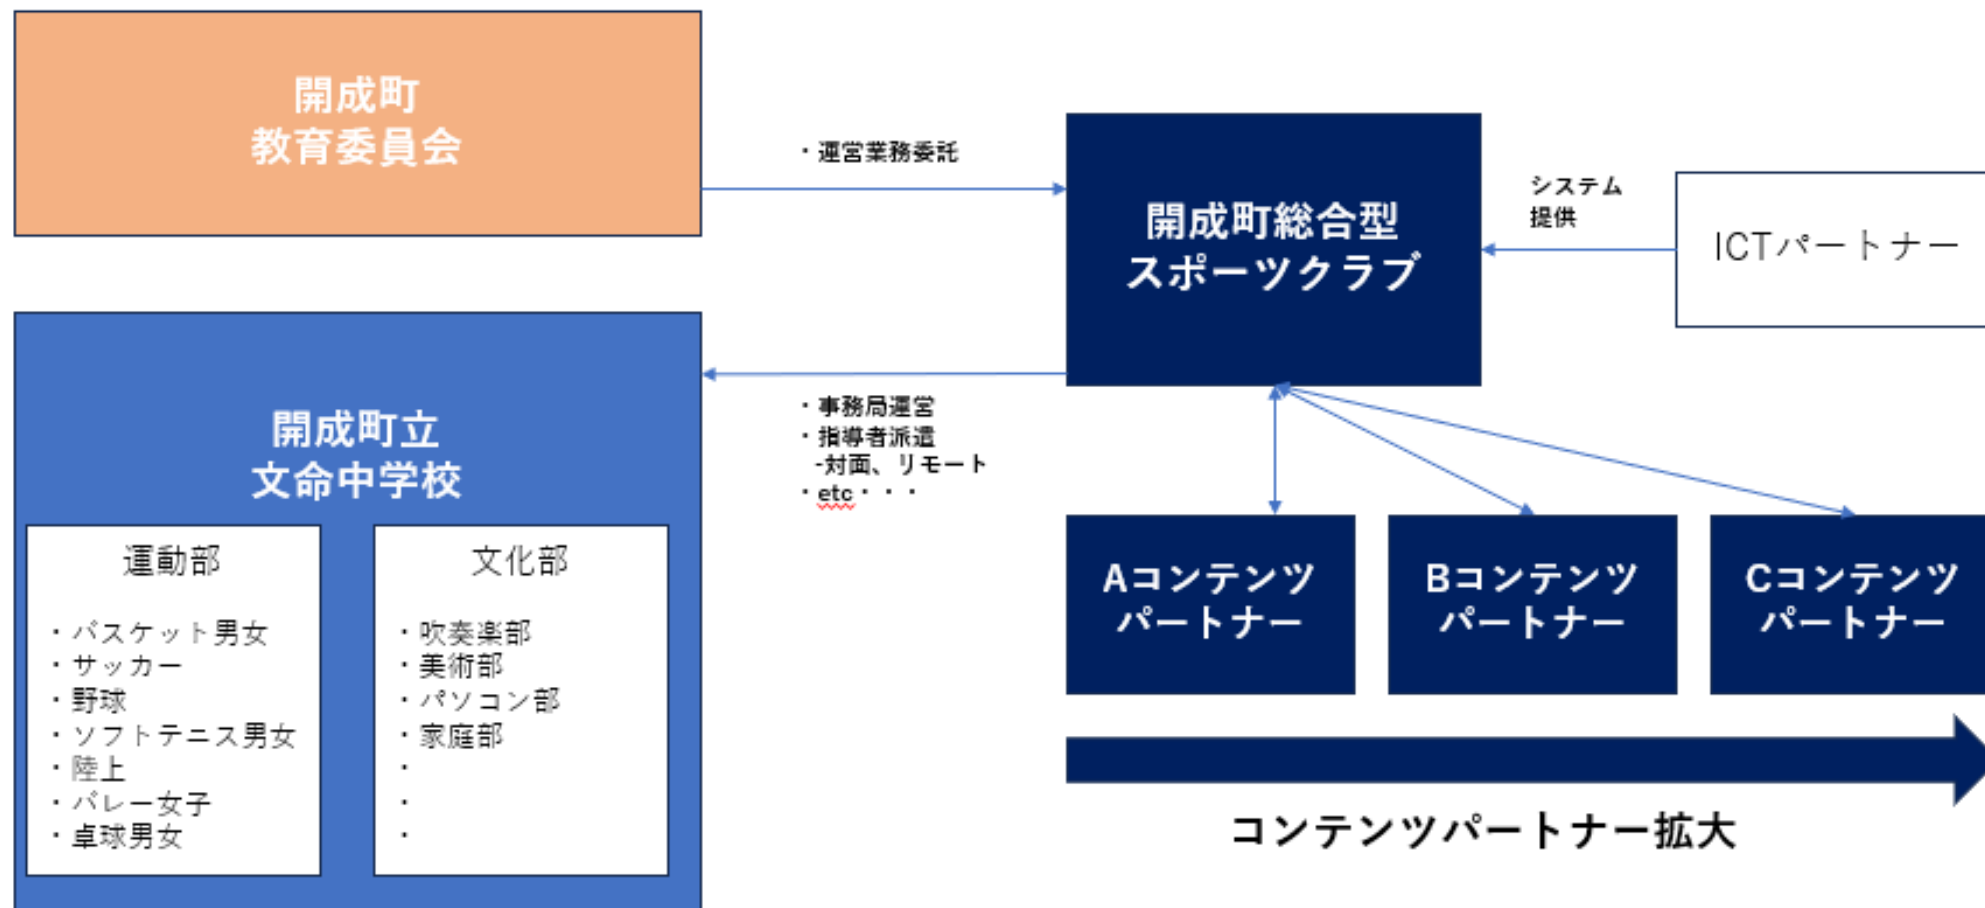 開成町
教育委員会
・運営業務委託
開成町総合型
スポーツクラブ
システム
提供
ICTパートナー
開成町立
文命中学校
・事務局運営
・指導者派遣
-対面、リモート
・etc・・・
運動部
・バスケット男女
・サッカー
・野球
・ソフトテニス男女
・陸上
・バレー女子
・卓球男女
文化部
・吹奏楽部
・美術部
・パソコン部
・家庭部
・
・
・
Aコンテンツ
パートナー
Bコンテンツ
パートナー
Cコンテンツ
パートナー
コンテンツパートナー拡大